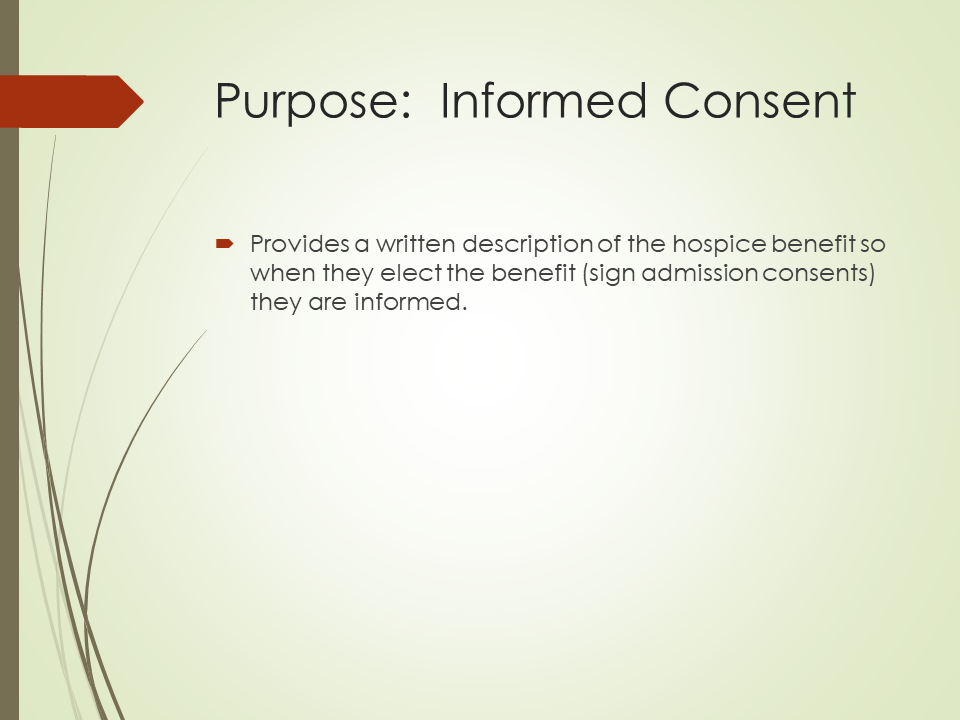 Purpose:  Informed Consent
Provides a written description of the hospice benefit so
when they elect the benefit (sign admission consents)
they are informed.